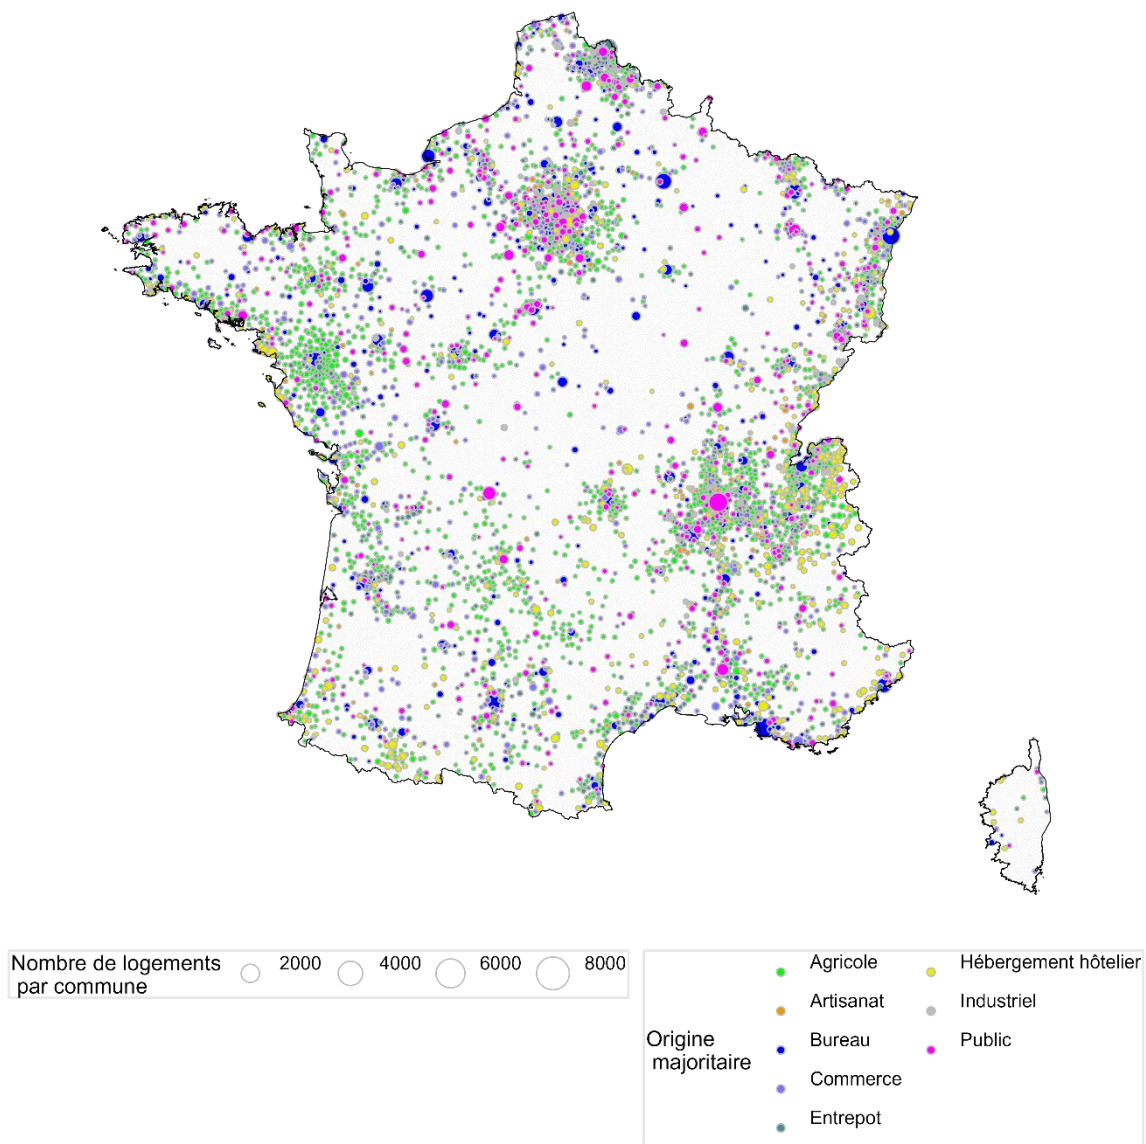 Nombre de logements
par commune
2000
4000
6000
8000
Origine
majoritaire
Agricole
Artisanat
Bureau
Commerce
Entrepot
Hébergement hôtelier
Industriel
Public